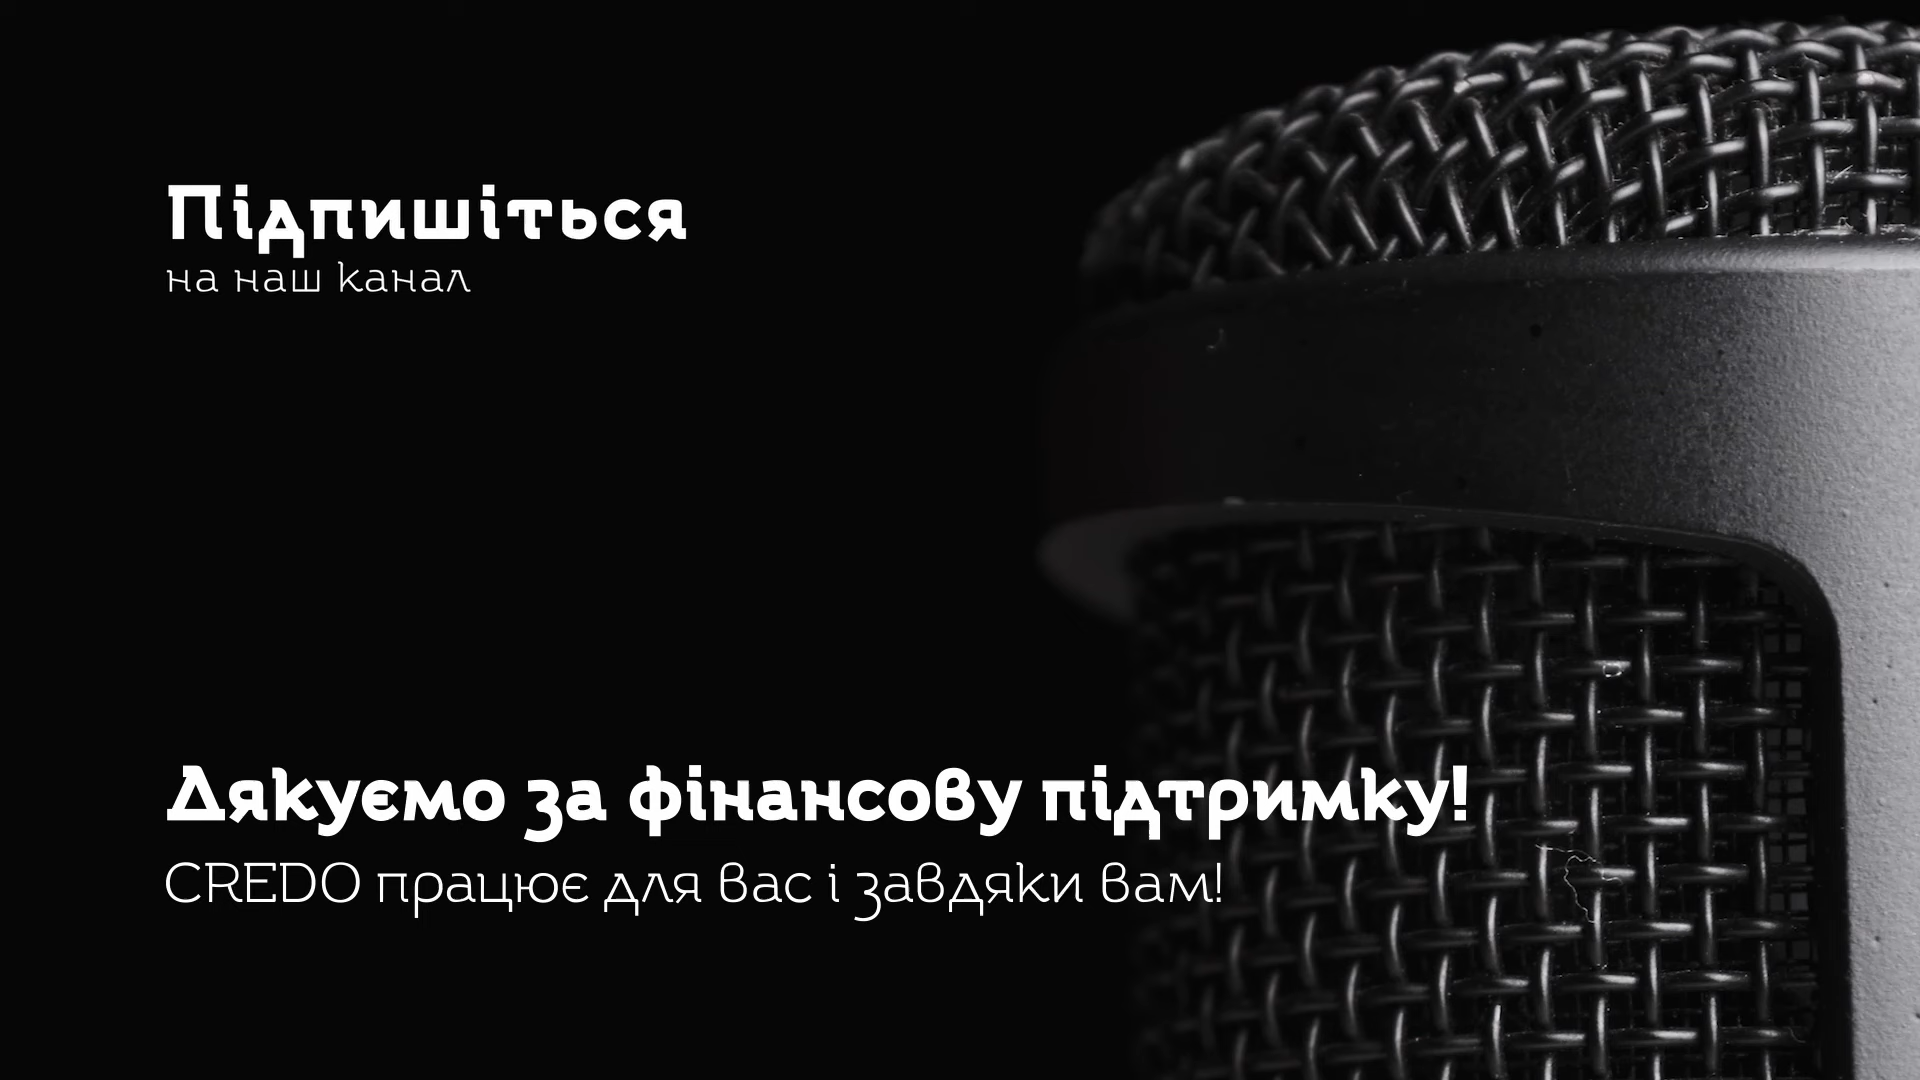 Підпишіться
на наш канал
Дякуємо за фінансову підтримку!
CREDO працює для вас і завдяки вам!